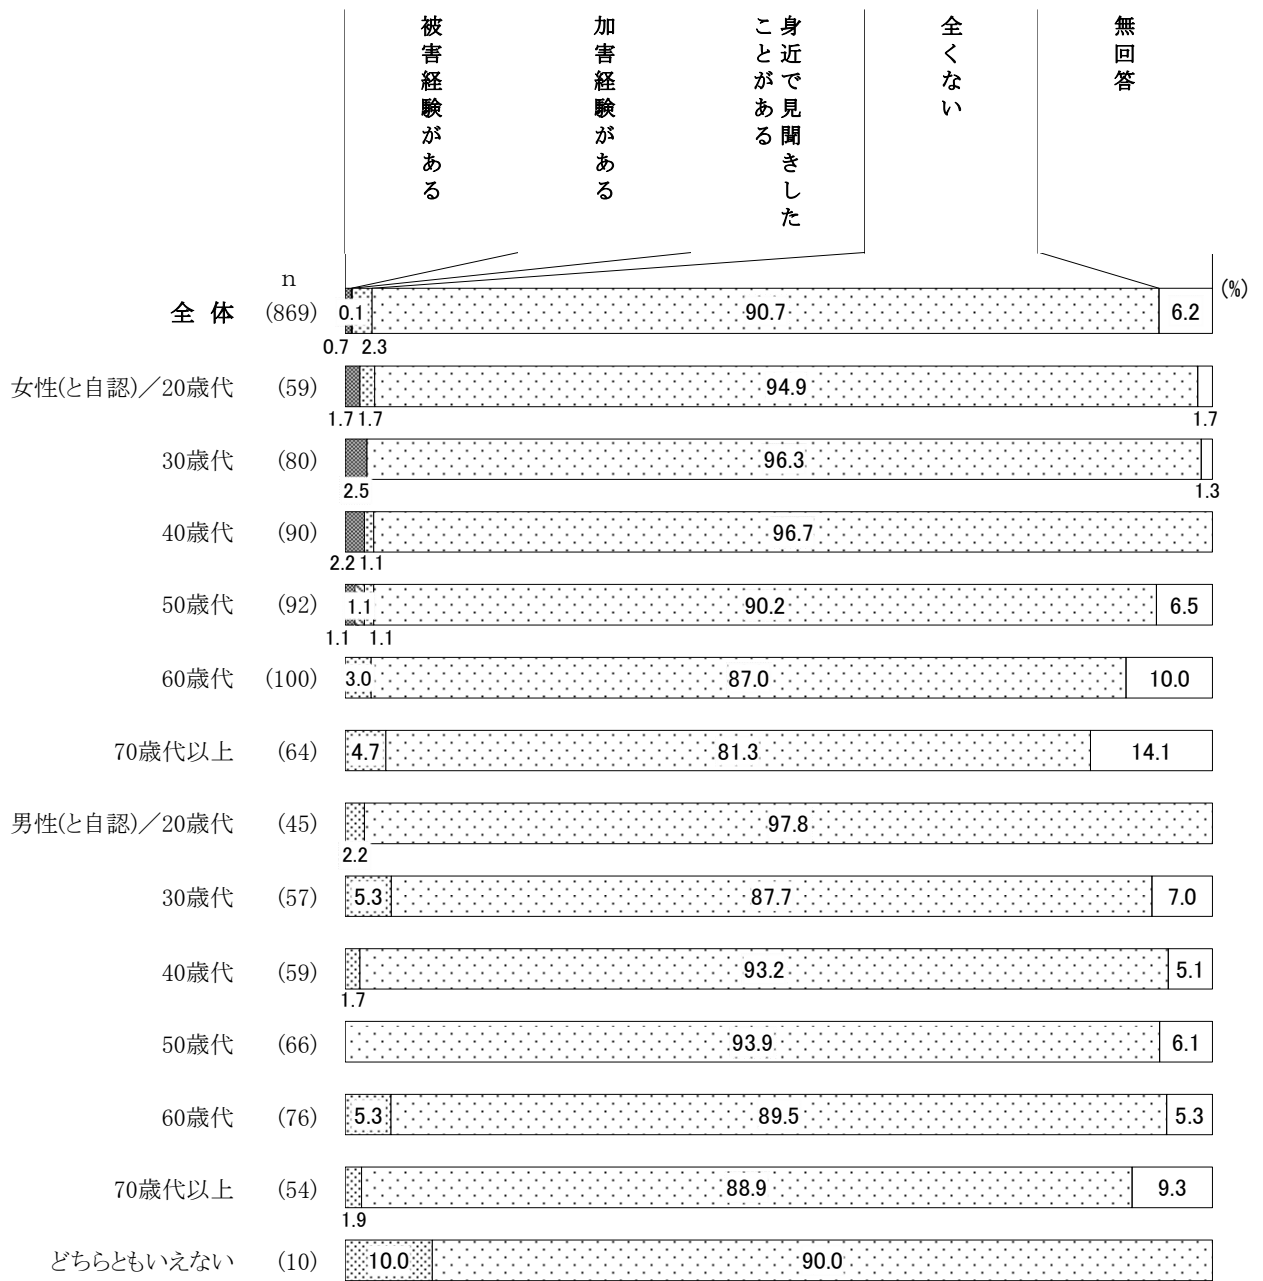 被害経験がある
加害経験がある
身近で見聞きした
ことがある
全くない
無回答
n
(%)
全 体 (869) 0.1 90.7 6.2
0.7 2.3
女性(と自認)／20歳代 (59) 94.9
1.7 1.7 1.7
30歳代 (80) 96.3
2.5 1.3
40歳代 (90) 96.7
2.2 1.1
50歳代 (92) 1.1 90.2 6.5
1.1 1.1
60歳代 (100) 3.0 87.0 10.0
70歳代以上 (64) 4.7 81.3 14.1
男性(と自認)／20歳代 (45) 97.8
2.2
30歳代 (57) 5.3 87.7 7.0
40歳代 (59) 93.2 5.1
1.7
50歳代 (66) 93.9 6.1
60歳代 (76) 5.3 89.5 5.3
70歳代以上 (54) 88.9 9.3
1.9
どちらともいえない (10) 10.0 90.0